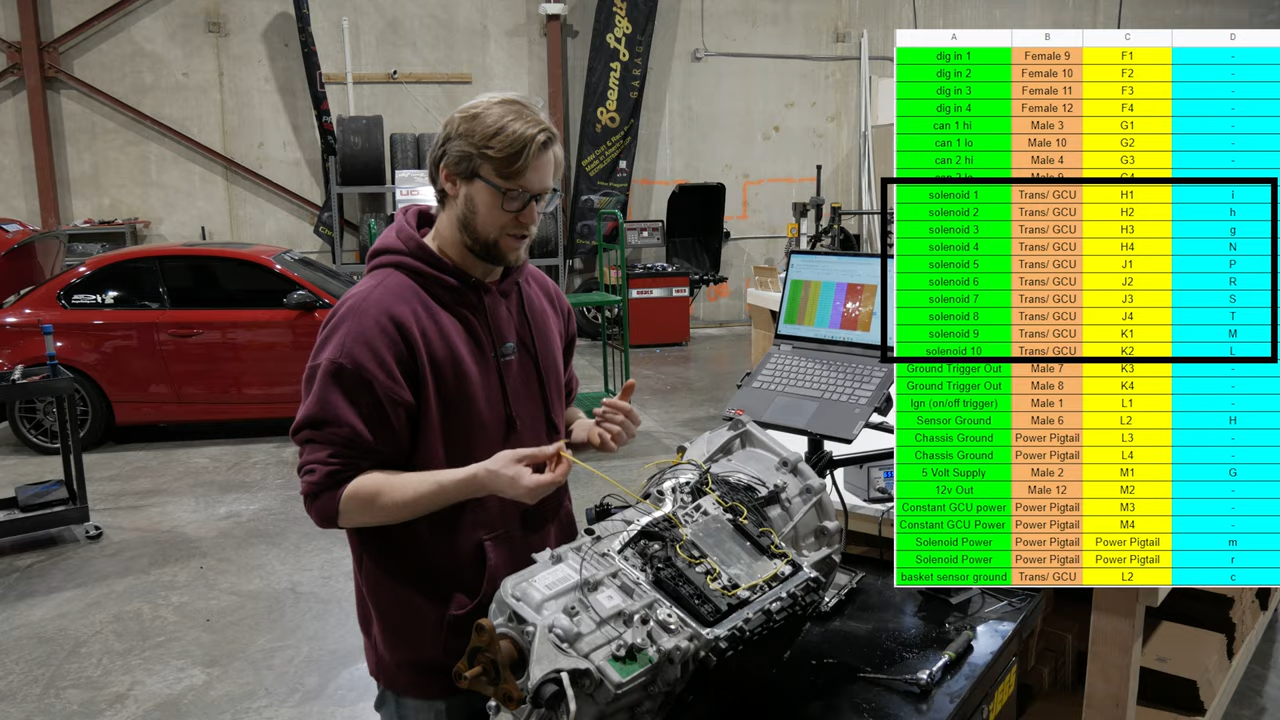 "Seems Legit"
GARAGE
A B C D
dig in 1 Female 9 F1 -
dig in 2 Female 10 F2 -
dig in 3 Female 11 F3 -
dig in 4 Female 12 F4 -
can 1 hi Male 3 G1 -
can 1 lo Male 10 G2 -
can 2 hi Male 4 G3 -
can 2 lo Male 9 G4 -
solenoid 1 Trans/ GCU H1 i
solenoid 2 Trans/ GCU H2 h
solenoid 3 Trans/ GCU H3 g
solenoid 4 Trans/ GCU H4 N
solenoid 5 Trans/ GCU J1 P
solenoid 6 Trans/ GCU J2 R
solenoid 7 Trans/ GCU J3 S
solenoid 8 Trans/ GCU J4 T
solenoid 9 Trans/ GCU K1 M
solenoid 10 Trans/ GCU K2 L
Ground Trigger Out Male 7 K3 -
Ground Trigger Out Male 8 K4 -
Ign (on/off trigger) Male 1 L1 -
Sensor Ground Male 6 L2 H
Chassis Ground Power Pigtail L3 -
Chassis Ground Power Pigtail L4 -
5 Volt Supply Male 2 M1 G
12v Out Male 12 M2 -
Constant GCU power Power Pigtail M3 -
Constant GCU Power Power Pigtail M4 -
Solenoid Power Power Pigtail Power Pigtail m
Solenoid Power Power Pigtail Power Pigtail r
basket sensor ground Trans/ GCU L2 c